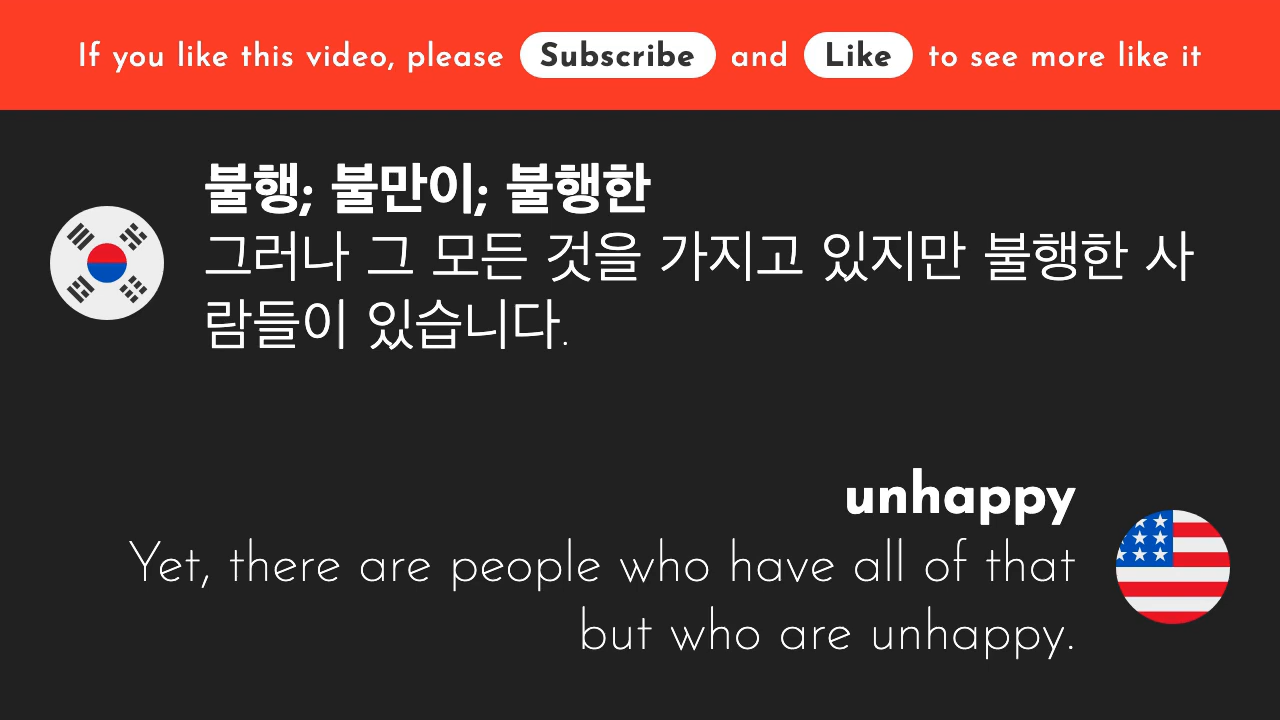 If you like this video, please Subscribe and Like to see more like it
불행; 불만이; 불행한
그러나 그 모든 것을 가지고 있지만 불행한 사
람들이 있습니다.
unhappy
Yet, there are people who have all of that
but who are unhappy.